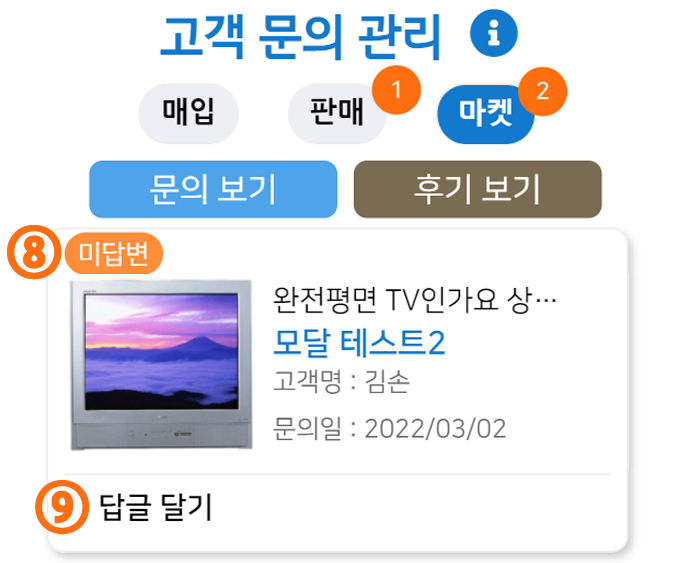 고객 문의 관리 i
매입 판매 1 마켓 2
문의 보기 후기 보기
8 미답변
완전평면 TV인가요 상…
모달 테스트2
고객명 : 김손
문의일 : 2022/03/02
9 답글 달기